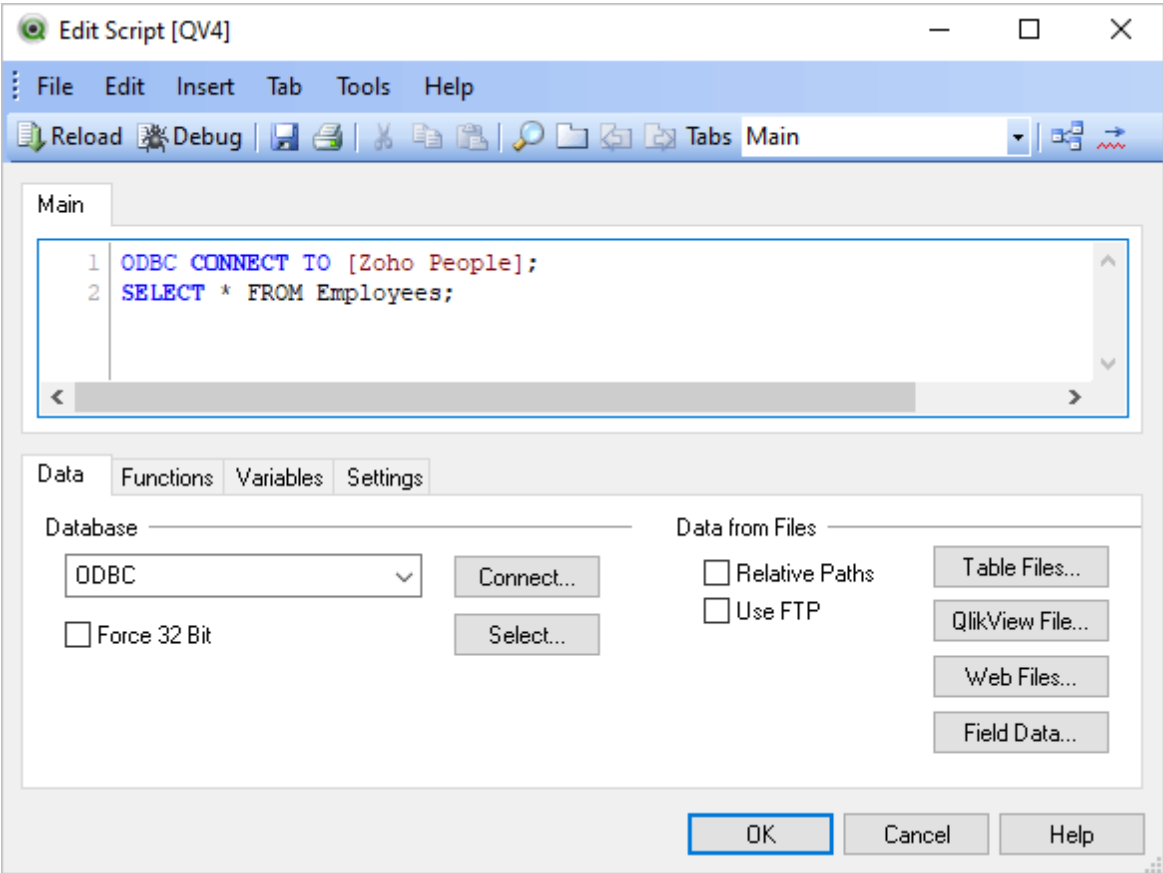 Edit Script [QV4]
File Edit Insert Tab Tools Help
Reload Debug Tabs Main
Main
1 ODBC CONNECT TO [Zoho People];
2 SELECT * FROM Employees;
Data Functions Variables Settings
Database
ODBC
Connect...
Force 32 Bit
Select...
Data from Files
Relative Paths
Use FTP
Table Files...
QlikView File...
Web Files...
Field Data...
OK Cancel Help